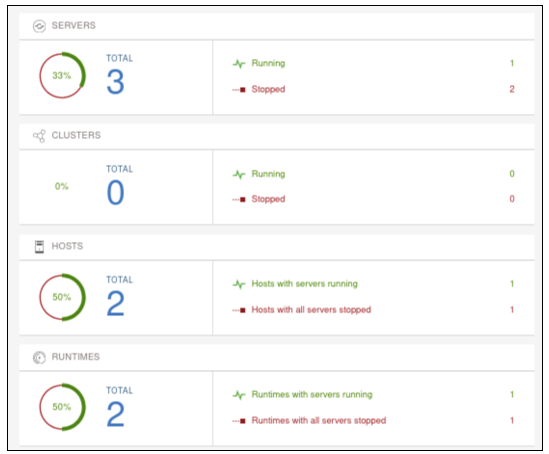 SERVERS
33%
TOTAL
3
Running 1
Stopped 2
CLUSTERS
0%
TOTAL
0
Running 0
Stopped 0
HOSTS
50%
TOTAL
2
Hosts with servers running 1
Hosts with all servers stopped 1
RUNTIMES
50%
TOTAL
2
Runtimes with servers running 1
Runtimes with all servers stopped 1